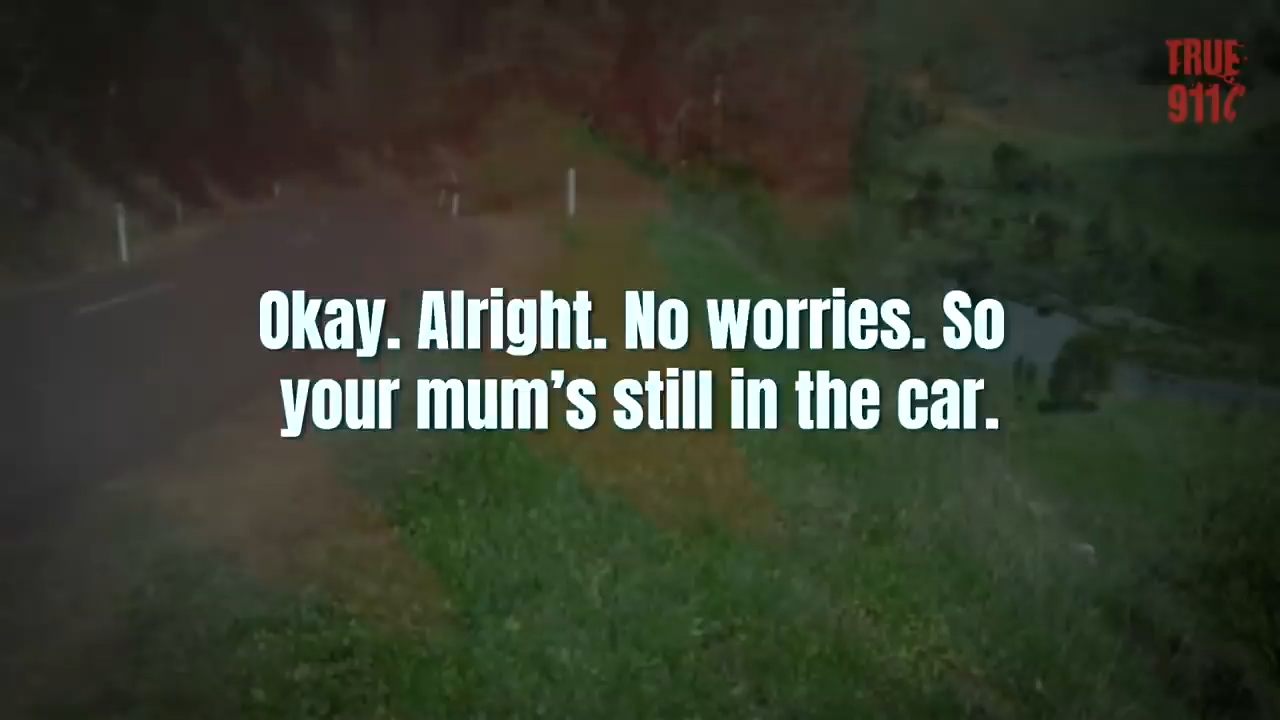 TRUE
911
Okay. Alright. No worries. So
your mum’s still in the car.